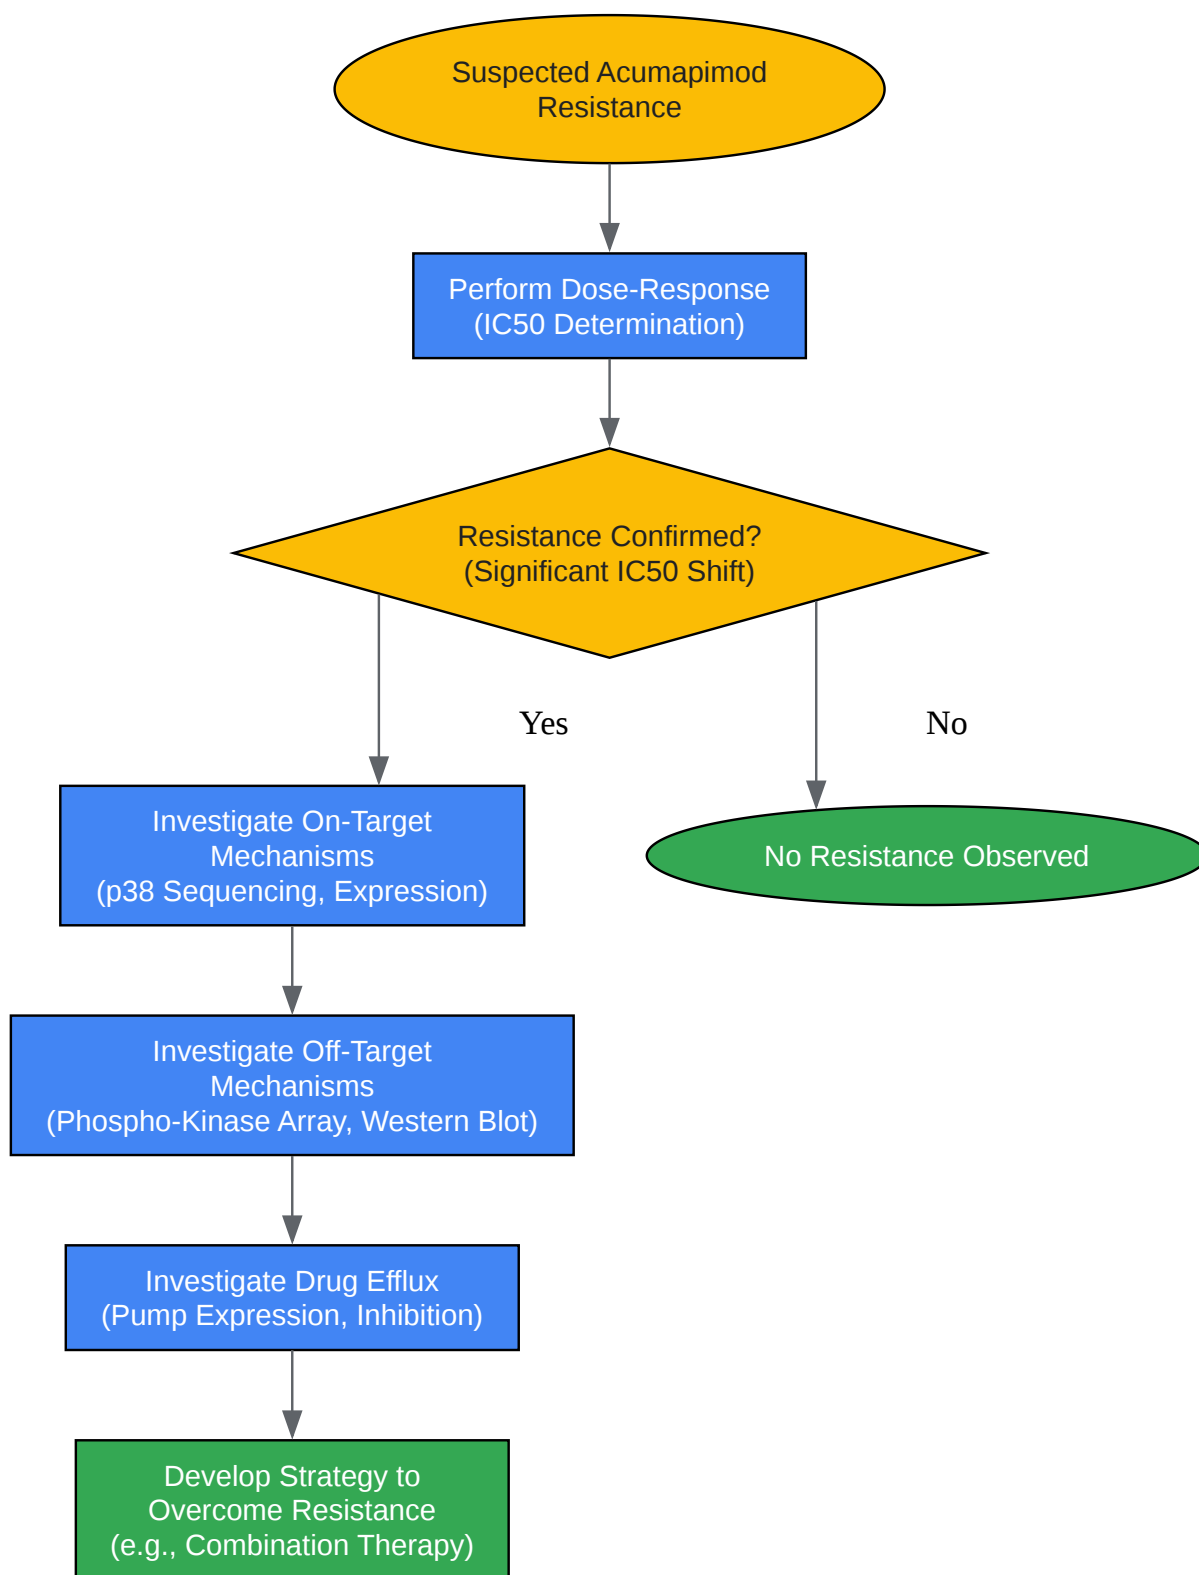 Suspected Acumapimod
Resistance
Perform Dose-Response
(IC50 Determination)
Resistance Confirmed?
(Significant IC50 Shift)
Yes
No
Investigate On-Target
Mechanisms
(p38 Sequencing, Expression)
No Resistance Observed
Investigate Off-Target
Mechanisms
(Phospho-Kinase Array, Western Blot)
Investigate Drug Efflux
(Pump Expression, Inhibition)
Develop Strategy to
Overcome Resistance
(e.g., Combination Therapy)